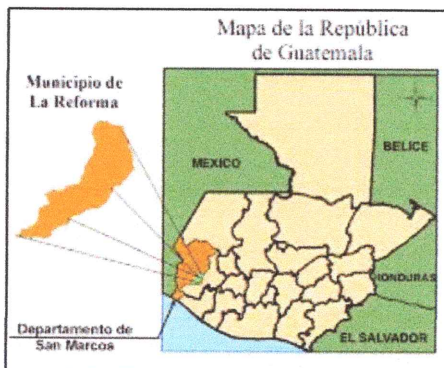 Mapa de la República
de Guatemala
Municipio de
La Reforma
MEXICO
BELICE
HONDURAS
EL SALVADOR
Departamento de
San Marcos